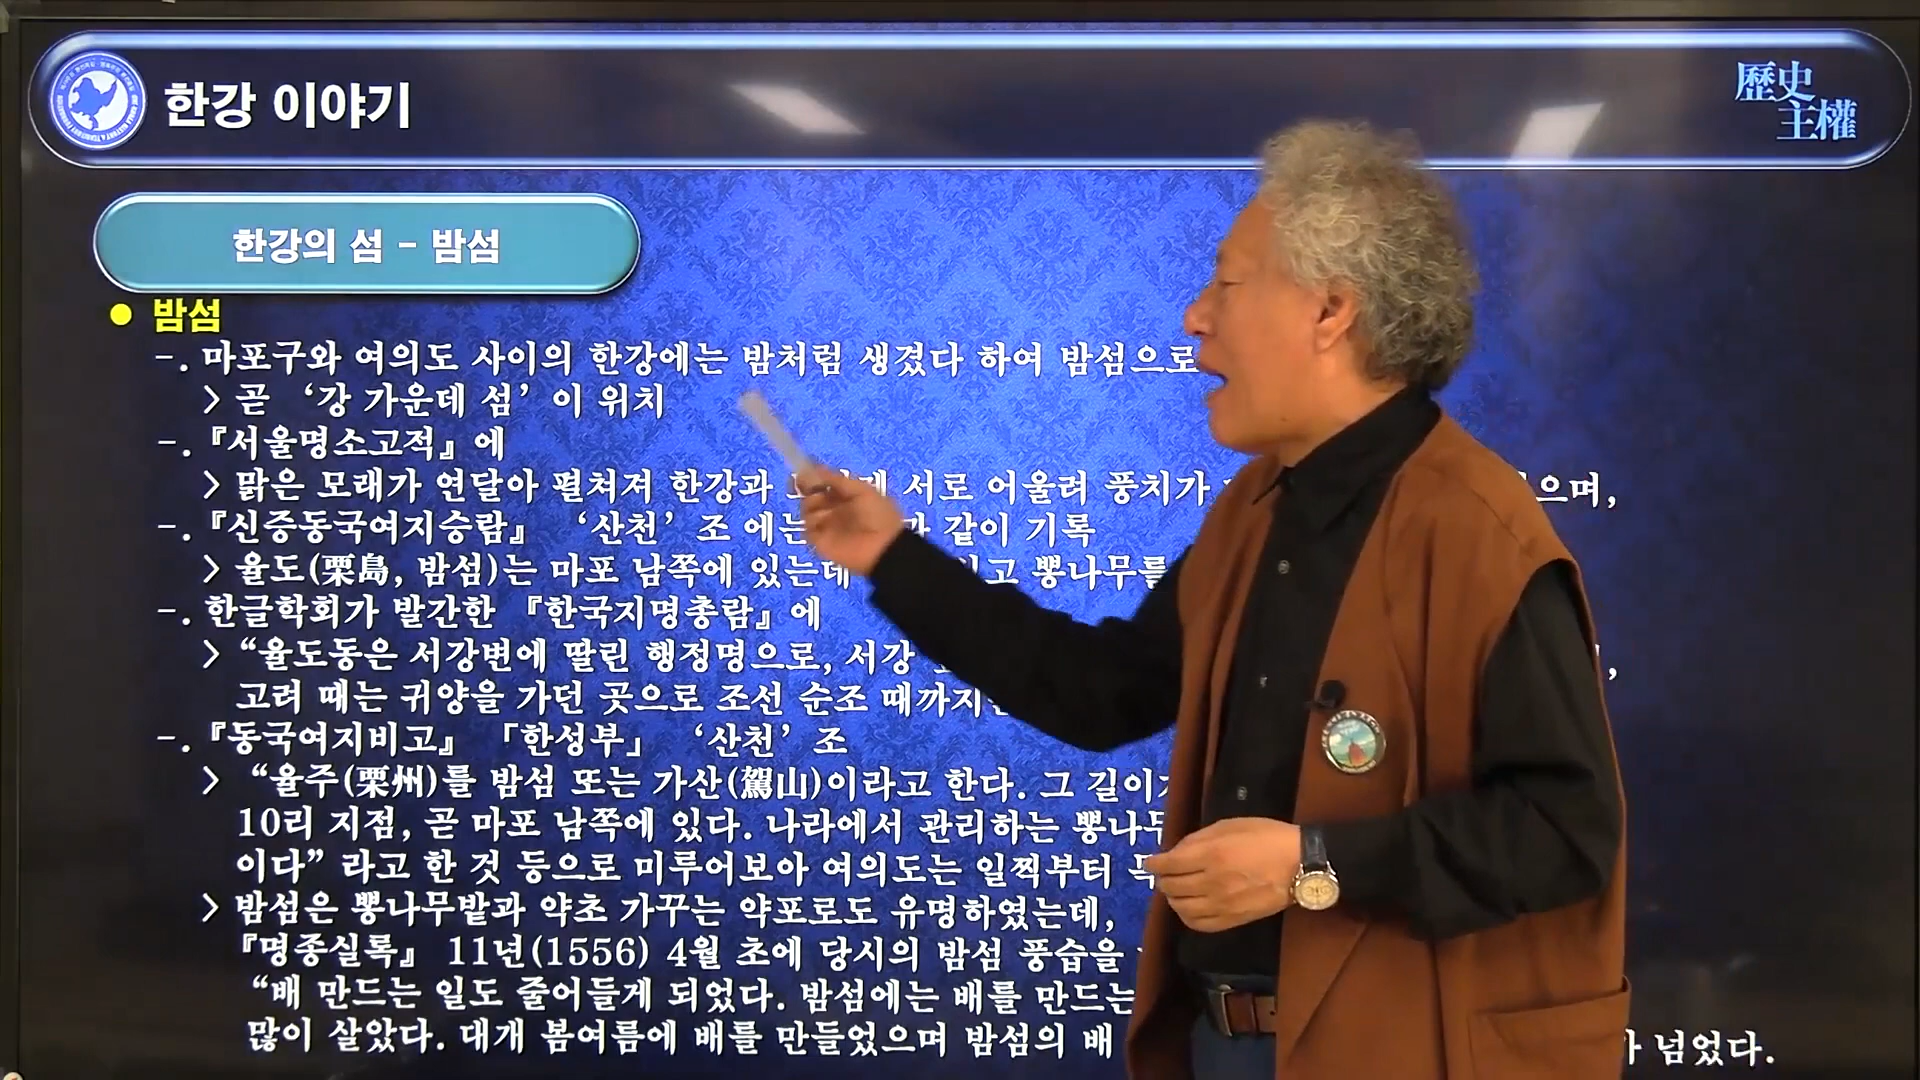 한강 이야기
歷史
主權
한강의 섬 - 밤섬
● 밤섬
-. 마포구와 여의도 사이의 한강에는 밤처럼 생겼다 하여 밤섬으로
> 곧 ‘강 가운데 섬’이 위치
-. 『서울명소고적』에
> 맑은 모래가 연달아 펼쳐져 한강과 서로 어울려 풍치가 으며,
-. 『신증동국여지승람』 ‘산천’조 에는 같이 기록
> 율도(栗島, 밤섬)는 마포 남쪽에 있는데 뽕나무를
-. 한글학회가 발간한 『한국지명총람』에
> “율도동은 서강변에 딸린 행정명으로, 서강 ,
고려 때는 귀양을 가던 곳으로 조선 순조 때까지
-. 『동국여지비고』 「한성부」 ‘산천’조
> “율주(栗州)를 밤섬 또는 가산(駕山)이라고 한다. 그 길이가
10리 지점, 곧 마포 남쪽에 있다. 나라에서 관리하는 뽕나무
이다” 라고 한 것 등으로 미루어보아 여의도는 일찍부터
> 밤섬은 뽕나무밭과 약초 가꾸는 약포로도 유명하였는데,
『명종실록』 11년(1556) 4월 초에 당시의 밤섬 풍습을
“배 만드는 일도 줄어들게 되었다. 밤섬에는 배를 만드는
많이 살았다. 대개 봄여름에 배를 만들었으며 밤섬의 배 가 넘었다.